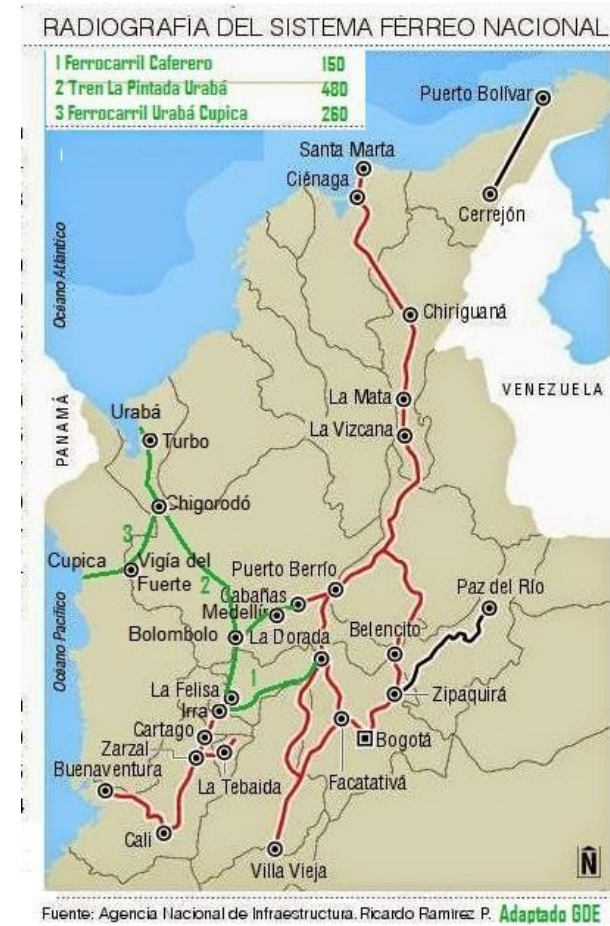 RADIOGRAFÍA DEL SISTEMA FÉRREO NACIONAL
1 Ferrocarril Caferero 150
2 Tren La Pintada Urabá 480
3 Ferrocarril Urabá Cupica 260
Puerto Bolívar
Santa Marta
Ciénaga
Cerrejón
Océano Atlántico
Chiriguaná
La Mata
VENEZUELA
PANAMÁ
Urabá
La Vizcana
Turbo
Chigorodó
3
Cupica
Vigía del
Fuerte
2
Puerto Berrío
Cabañas
Paz del Río
Medellín
Océano Pacífico
Bolombolo
La Dorada
Belencito
1
La Felisa
Zipaquirá
Irra
Cartago
Bogotá
Zarzal
Buenaventura
La Tebaida
Facatativá
Cali
Villa Vieja
N
Fuente: Agencia Nacional de Infraestructura. Ricardo Ramírez P. Adaptado GDE